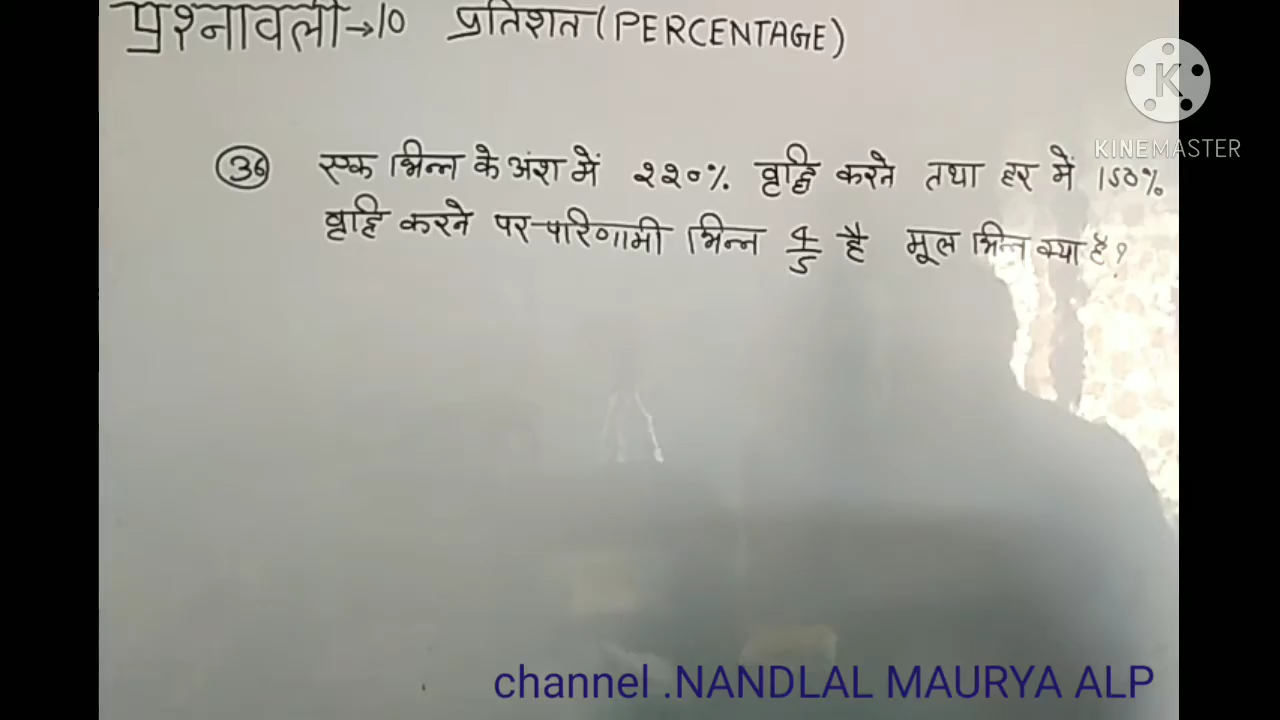 प्रश्नावली→10 प्रतिशत (PERCENTAGE)
K
KINEMASTER
36 एक भिन्न के अंश में २२०% वृद्धि करने तथा हर में 150%
वृद्धि करने पर परिणामी भिन्न 4/5 है मूल भिन्न क्या है?
channel .NANDLAL MAURYA ALP